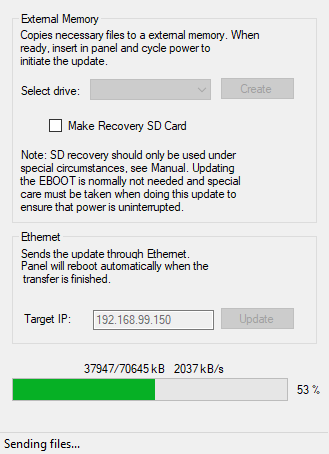 External Memory
Copies necessary files to a external memory. When
ready, insert in panel and cycle power to
initiate the update.
Select drive:
Create
Make Recovery SD Card
Note: SD recovery should only be used under
special circumstances, see Manual. Updating
the EBOOT is normally not needed and special
care must be taken when doing this update to
ensure that power is uninterrupted.
Ethernet
Sends the update through Ethernet.
Panel will reboot automatically when the
transfer is finished.
Target IP: 192.168.99.150 Update
37947/70645 kB 2037 kB/s
53 %
Sending files...